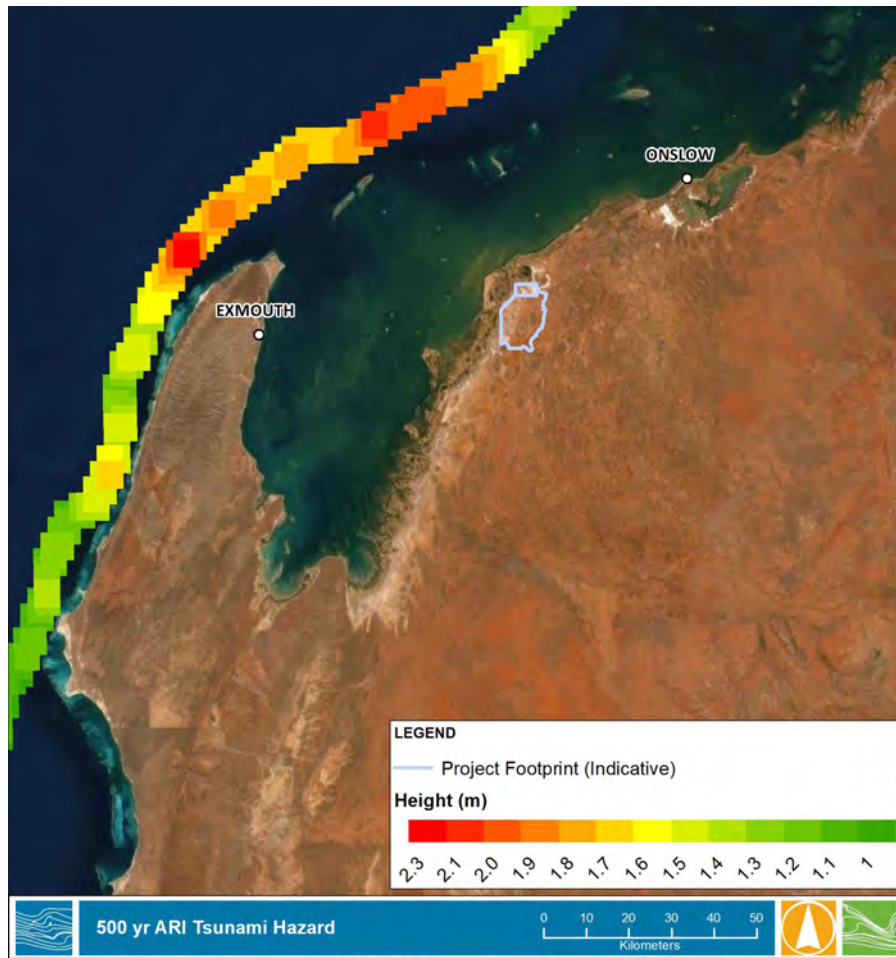 ONSLOW
EXMOUTH
LEGEND
Project Footprint (Indicative)
Height (m)
2.3 2.1 2.0 1.9 1.8 1.7 1.6 1.5 1.3 1.2 1.1 1
500 yr ARI Tsunami Hazard
0 10 20 30 40 50
Kilometers